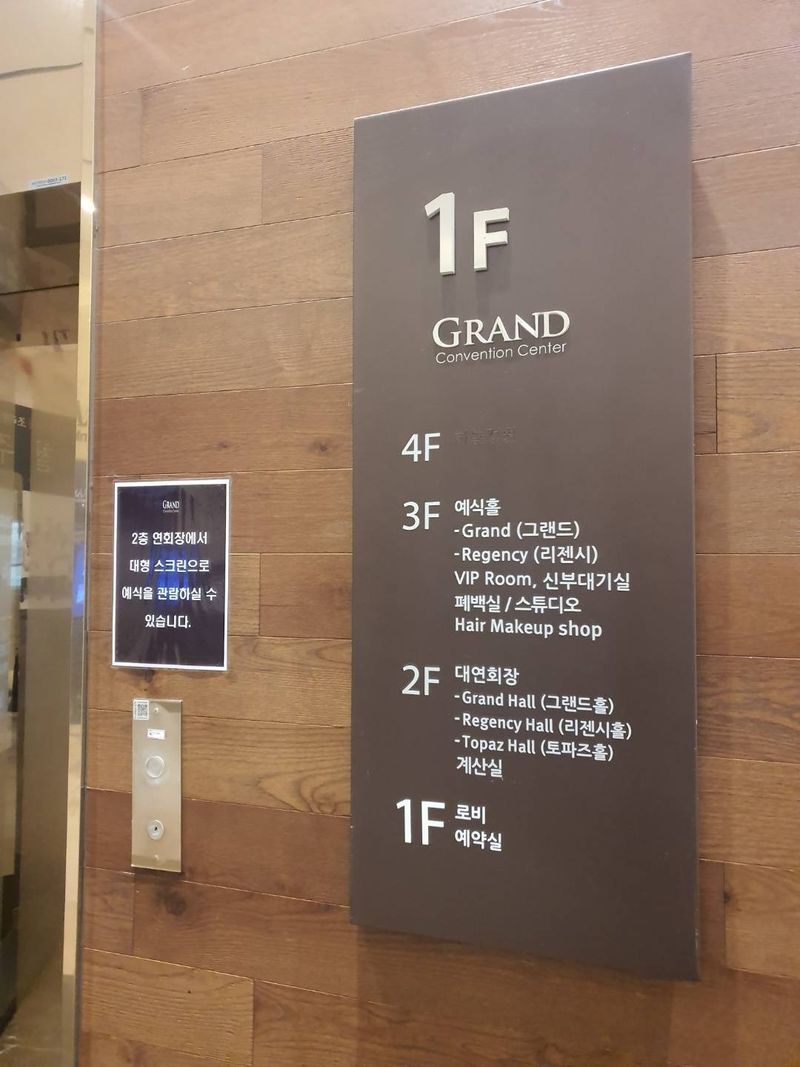 1F
GRAND
Convention Center
4F
3F 예식홀
-Grand (그랜드)
-Regency (리젠시)
VIP Room, 신부대기실
폐백실 / 스튜디오
Hair Makeup shop
2F 대연회장
-Grand Hall (그랜드홀)
-Regency Hall (리젠시홀)
-Topaz Hall (토파즈홀)
계산실
1F 로비
예약실
GRAND
Convention Center
2층 연회장에서
대형 스크린으로
예식을 관람하실 수
있습니다.